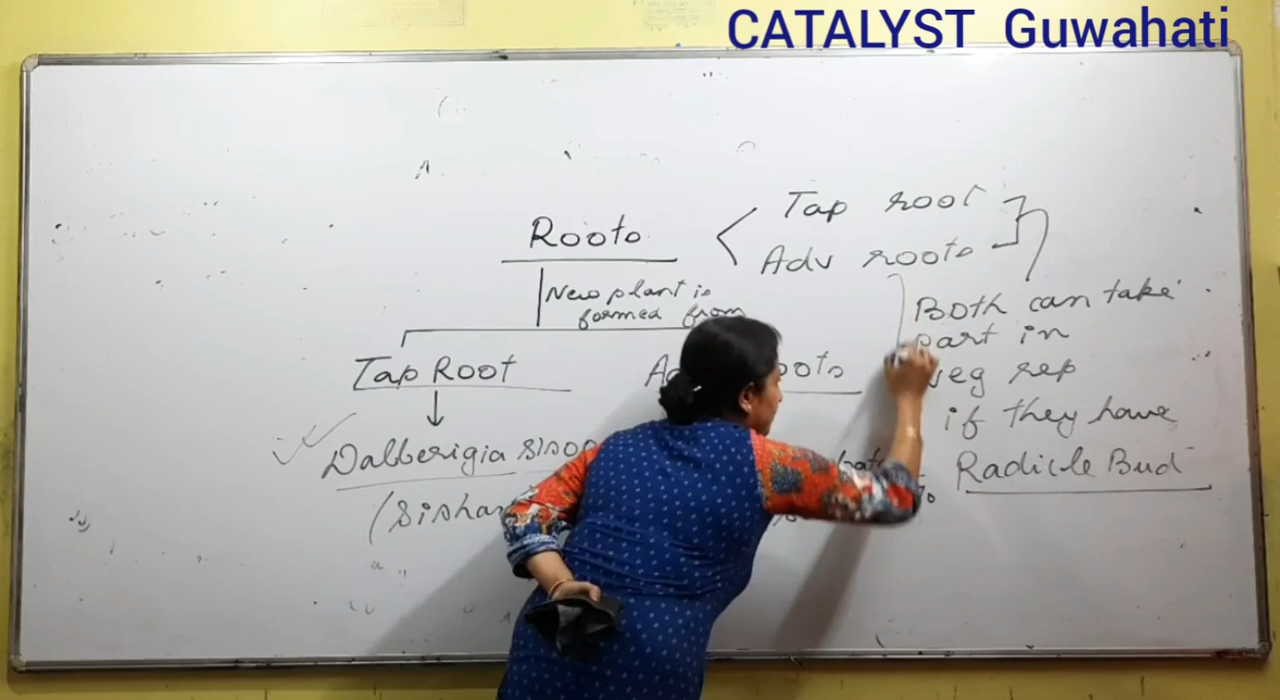 CATALYST Guwahati
Tap root
Roots
Adv roots
New plant is
formed from
Both can take
part in
veg rep
if they have
Radicle Bud
Tap Root
Dalbergia